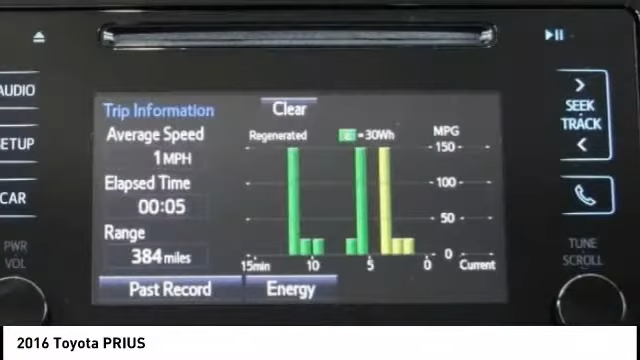 AUDIO
SETUP
CAR
PWR
VOL
Trip Information
Clear
Average Speed
1 MPH
Elapsed Time
00:05
Range
384 miles
Regenerated
= 30Wh
MPG
150
100
50
0
15min
10
5
0
Current
Past Record
Energy
SEEK
TRACK
TUNE
SCROLL
2016 Toyota PRIUS